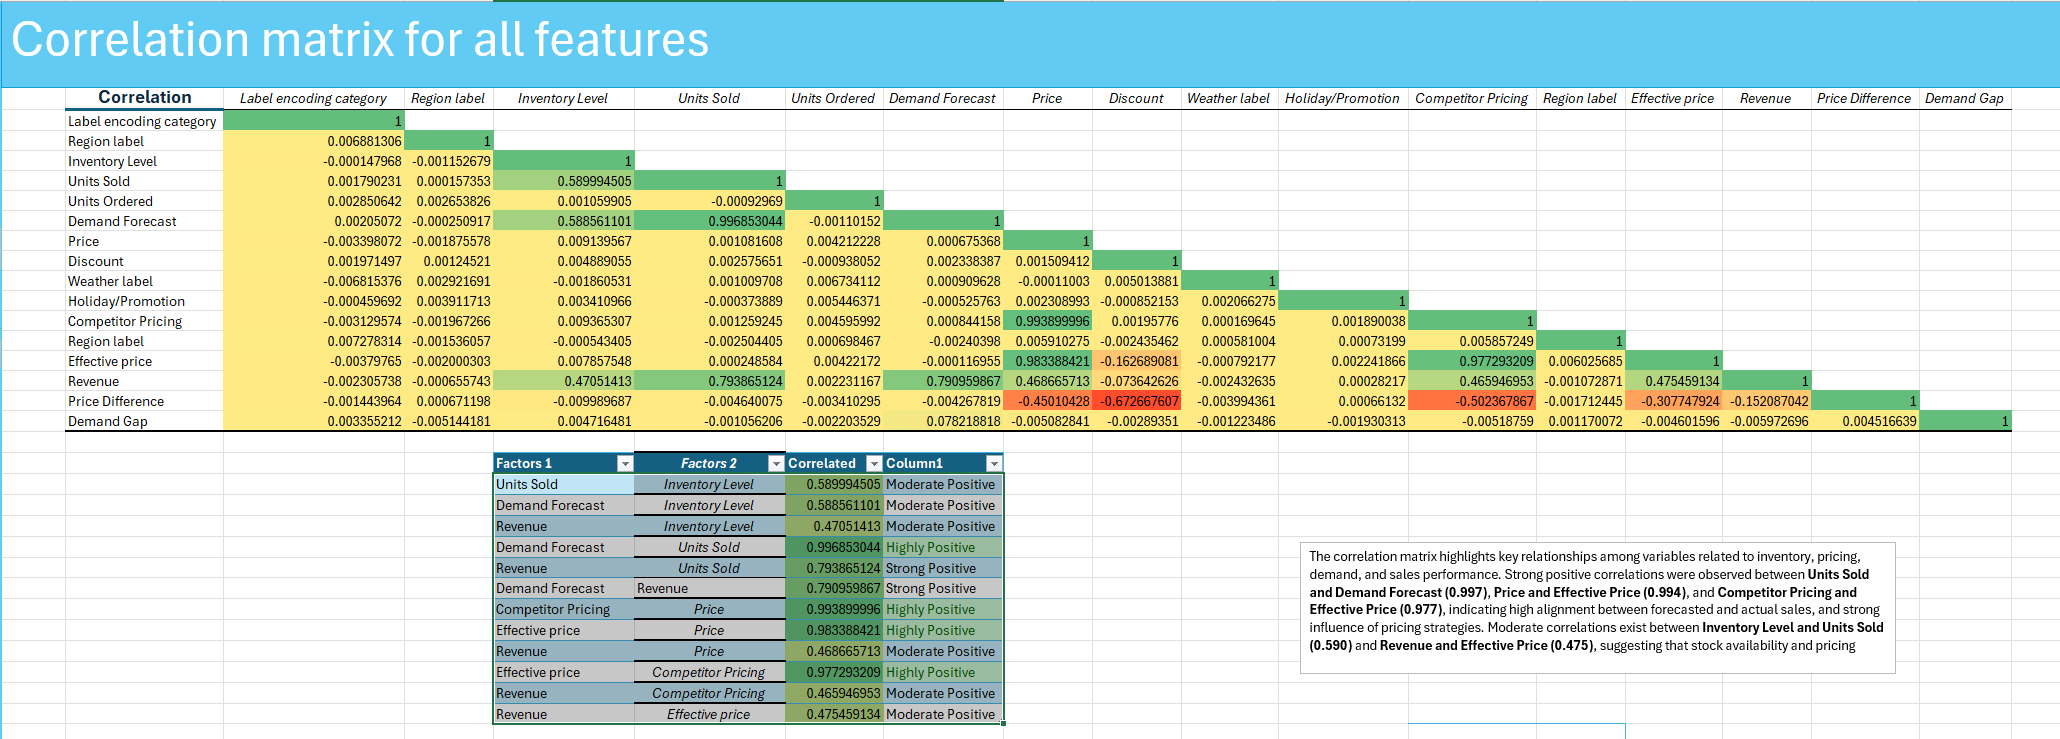 Correlation matrix for all features
Correlation Label encoding category Region label Inventory Level Units Sold Units Ordered Demand Forecast Price Discount Weather label Holiday/Promotion Competitor Pricing Region label Effective price Revenue Price Difference Demand Gap
Label encoding category 1
Region label 0.006881306 1
Inventory Level -0.000147968 -0.001152679 1
Units Sold 0.001790231 0.000157353 0.589994505 1
Units Ordered 0.002850642 0.002653826 0.001059905 -0.00092969 1
Demand Forecast 0.00205072 -0.000250917 0.588561101 0.996853044 -0.00110152 1
Price -0.003398072 -0.001875578 0.009139567 0.001081608 0.004212228 0.000675368 1
Discount 0.001971497 0.00124521 0.004889055 0.002575651 -0.000938052 0.002338387 0.001509412 1
Weather label -0.006815376 0.002921691 -0.001860531 0.001009708 0.006734112 0.000909628 -0.00011003 0.005013881 1
Holiday/Promotion -0.000459692 0.003911713 0.003410966 -0.000373889 0.005446371 -0.000525763 0.002308993 -0.000852153 0.002066275 1
Competitor Pricing -0.003129574 -0.001967266 0.009365307 0.001259245 0.004595992 0.000844158 0.993899996 0.00195776 0.000169645 0.001890038 1
Region label 0.007278314 -0.001536057 -0.000543405 -0.002504405 0.000698467 -0.00240398 0.005910275 -0.002435462 0.000581004 0.00073199 0.005857249 1
Effective price -0.00379765 -0.002000303 0.007857548 0.000248584 0.00422172 -0.000116955 0.983388421 -0.162689081 -0.000792177 0.002241866 0.977293209 0.006025685 1
Revenue -0.002305738 -0.000655743 0.47051413 0.793865124 0.002231167 0.790959867 0.468665713 -0.073642626 -0.002432635 0.00028217 0.465946953 -0.001072871 0.475459134 1
Price Difference -0.001443964 0.000671198 -0.009989687 -0.004640075 -0.003410295 -0.004267819 -0.45010428 -0.672667607 -0.003994361 0.00066132 -0.502367867 -0.001712445 -0.307747924 -0.152087042 1
Demand Gap 0.003355212 -0.005144181 0.004716481 -0.001056206 -0.002203529 0.078218818 -0.005082841 -0.00289351 -0.001223486 -0.001930313 -0.00518759 0.001170072 -0.004601596 -0.005972696 0.004516639 1
Factors 1 Factors 2 Correlated Column1
Units Sold Inventory Level 0.589994505 Moderate Positive
Demand Forecast Inventory Level 0.588561101 Moderate Positive
Revenue Inventory Level 0.47051413 Moderate Positive
Demand Forecast Units Sold 0.996853044 Highly Positive
Revenue Units Sold 0.793865124 Strong Positive
Demand Forecast Revenue 0.790959867 Strong Positive
Competitor Pricing Price 0.993899996 Highly Positive
Effective price Price 0.983388421 Highly Positive
Revenue Price 0.468665713 Moderate Positive
Effective price Competitor Pricing 0.977293209 Highly Positive
Revenue Competitor Pricing 0.465946953 Moderate Positive
Revenue Effective price 0.475459134 Moderate Positive
The correlation matrix highlights key relationships among variables related to inventory, pricing,
demand, and sales performance. Strong positive correlations were observed between Units Sold
and Demand Forecast (0.997), Price and Effective Price (0.994), and Competitor Pricing and
Effective Price (0.977), indicating high alignment between forecasted and actual sales, and strong
influence of pricing strategies. Moderate correlations exist between Inventory Level and Units Sold
(0.590) and Revenue and Effective Price (0.475), suggesting that stock availability and pricing